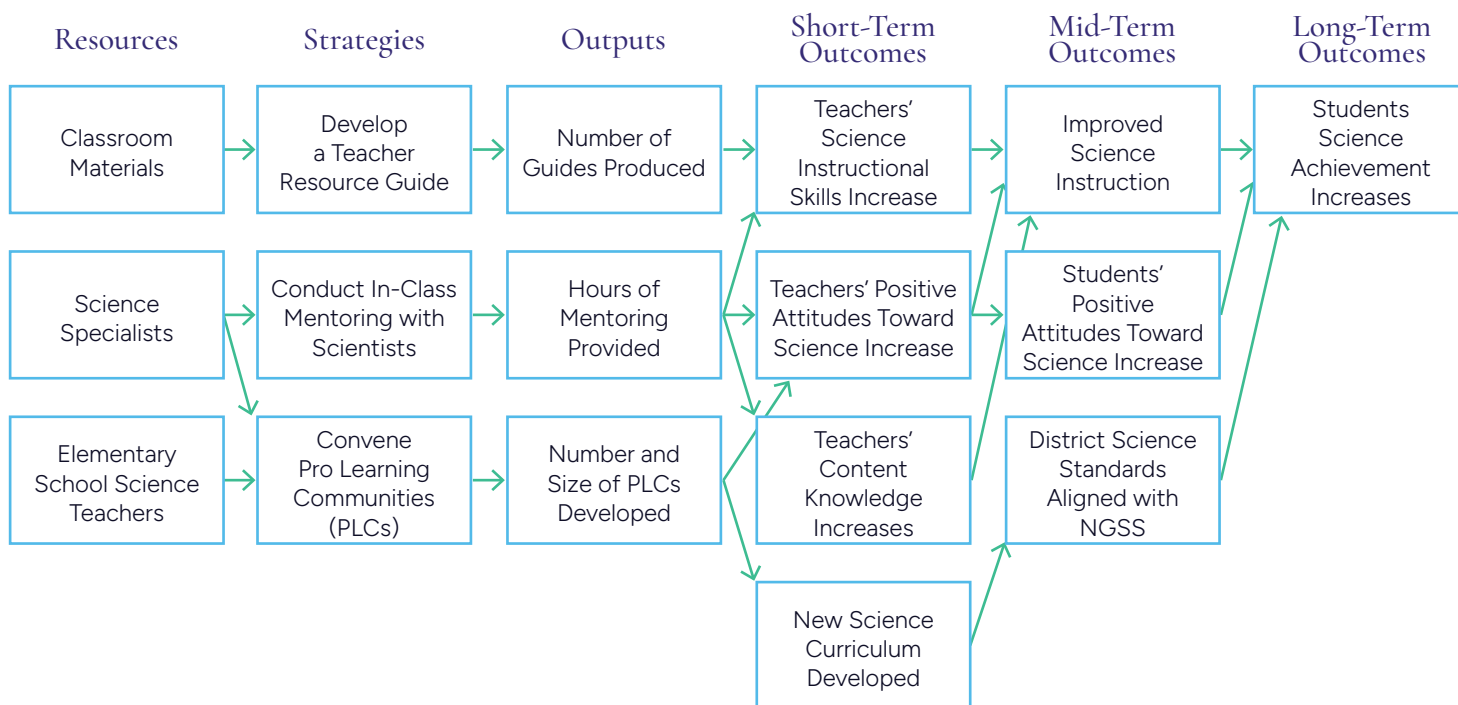 Resources
Strategies
Outputs
Short-Term
Outcomes
Mid-Term
Outcomes
Long-Term
Outcomes
Classroom
Materials
Develop
a Teacher
Resource Guide
Number of
Guides Produced
Teachers’
Science
Instructional
Skills Increase
Improved
Science
Instruction
Students
Science
Achievement
Increases
Science
Specialists
Conduct In-Class
Mentoring with
Scientists
Hours of
Mentoring
Provided
Teachers’ Positive
Attitudes Toward
Science Increase
Students’
Positive
Attitudes Toward
Science Increase
Elementary
School Science
Teachers
Convene
Pro Learning
Communities
(PLCs)
Number and
Size of PLCs
Developed
Teachers’
Content
Knowledge
Increases
District Science
Standards
Aligned with
NGSS
New Science
Curriculum
Developed